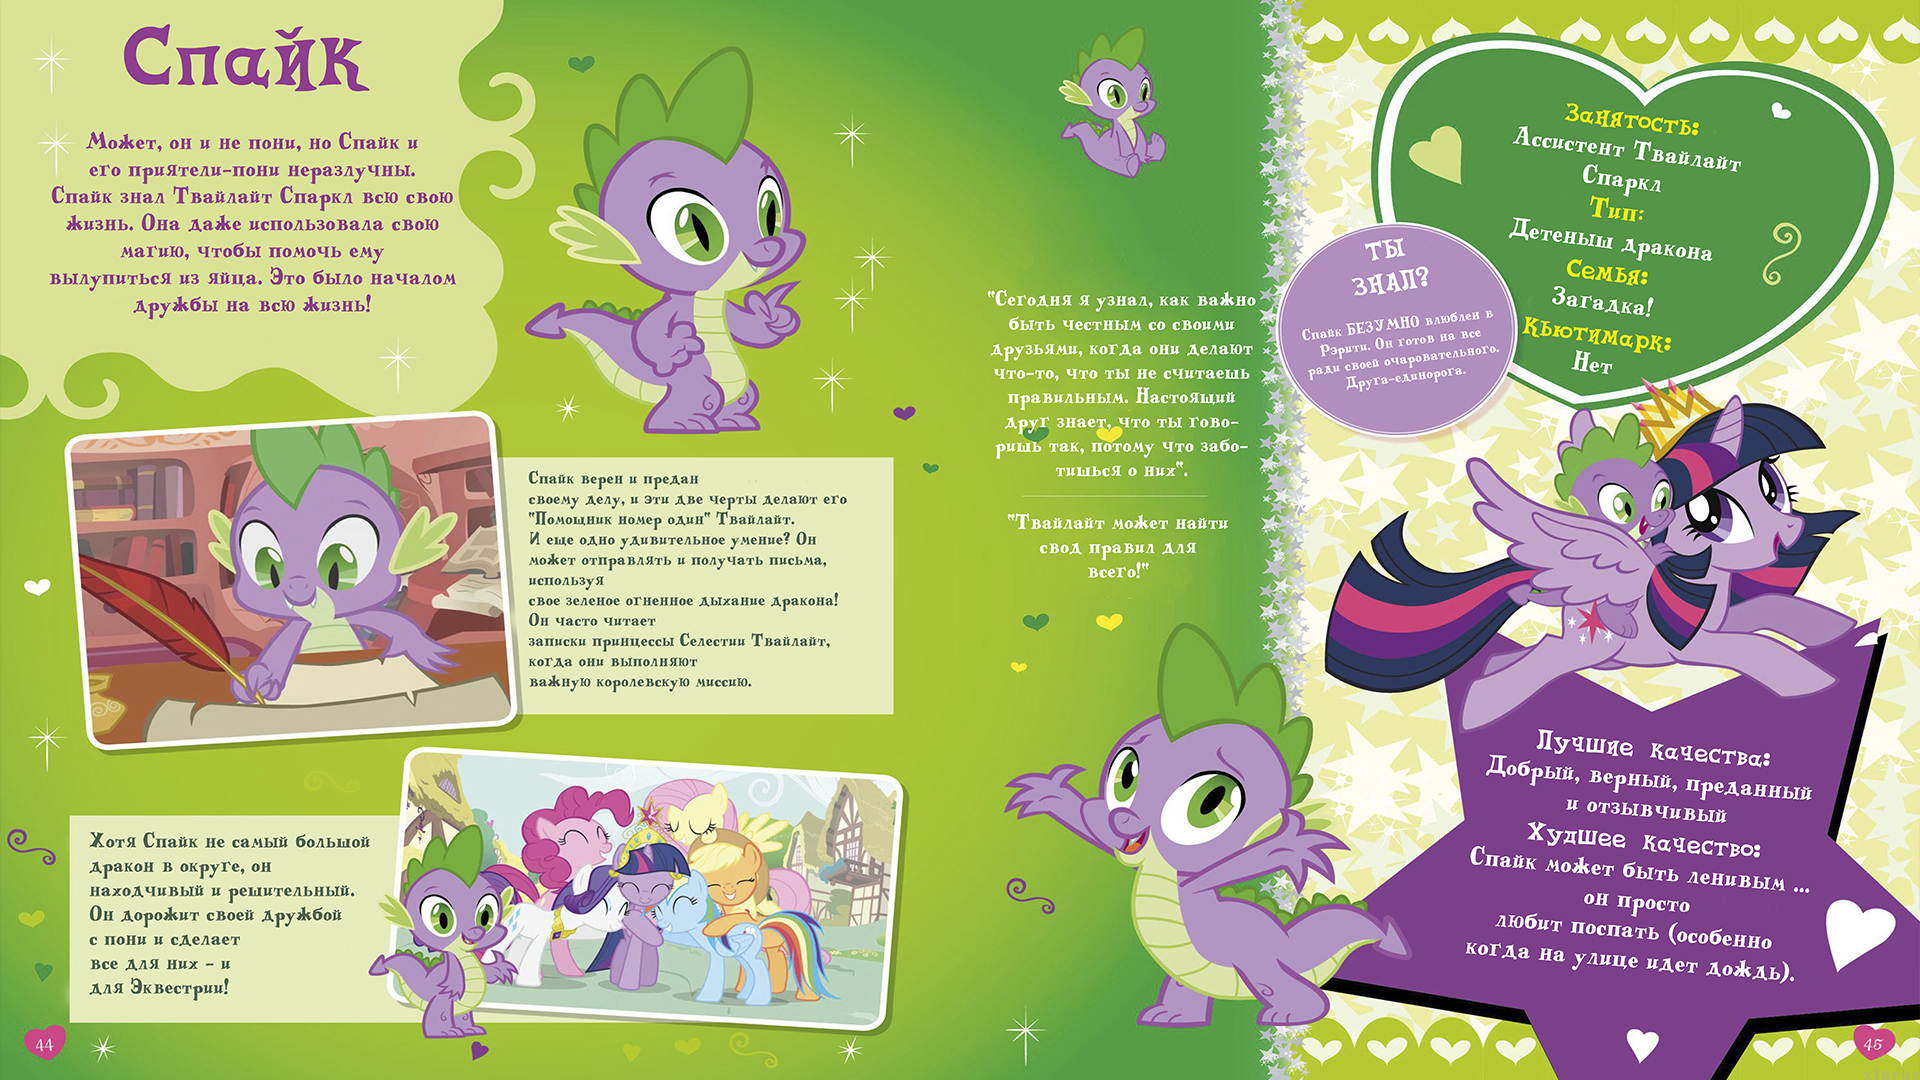 Спайк
Может, он и не пони, но Спайк и
его приятели-пони неразлучны.
Спайк знал Твайлайт Спаркл всю свою
жизнь. Она даже использовала свою
магию, чтобы помочь ему
вылупиться из яйца. Это было началом
дружбы на всю жизнь!
Спайк верен и предан
своему делу, и эти две черты делают его
"Помощник номер один" Твайлайт.
И еще одно удивительное умение? Он
может отправлять и получать письма,
используя
свое зеленое огненное дыхание дракона!
Он часто читает
записки принцессы Селестии Твайлайт,
когда они выполняют
важную королевскую миссию.
Хотя Спайк не самый большой
дракон в округе, он
находчивый и решительный.
Он дорожит своей дружбой
с пони и сделает
все для них - и
для Эквестрии!
44
"Сегодня я узнал, как важно
быть честным со своими
друзьями, когда они делают
что-то, что ты не считаешь
правильным. Настоящий
друг знает, что ты гово-
ришь так, потому что забо-
тишься о них".
"Твайлайт может найти
свод правил для
всего!"
Занятость:
Ассистент Твайлайт
Спаркл
Тип:
Детеныш дракона
Семья:
Загадка!
Кьютимарк:
Нет
ТЫ
ЗНАЛ?
Спайк БЕЗУМНО влюблен в
Рэрити. Он готов на все
ради своей очаровательного.
Друга-единорога.
Лучшие качества:
Добрый, верный, преданный
и отзывчивый
Худшее качество:
Спайк может быть ленивым ...
он просто
любит поспать (особенно
когда на улице идет дождь).
45